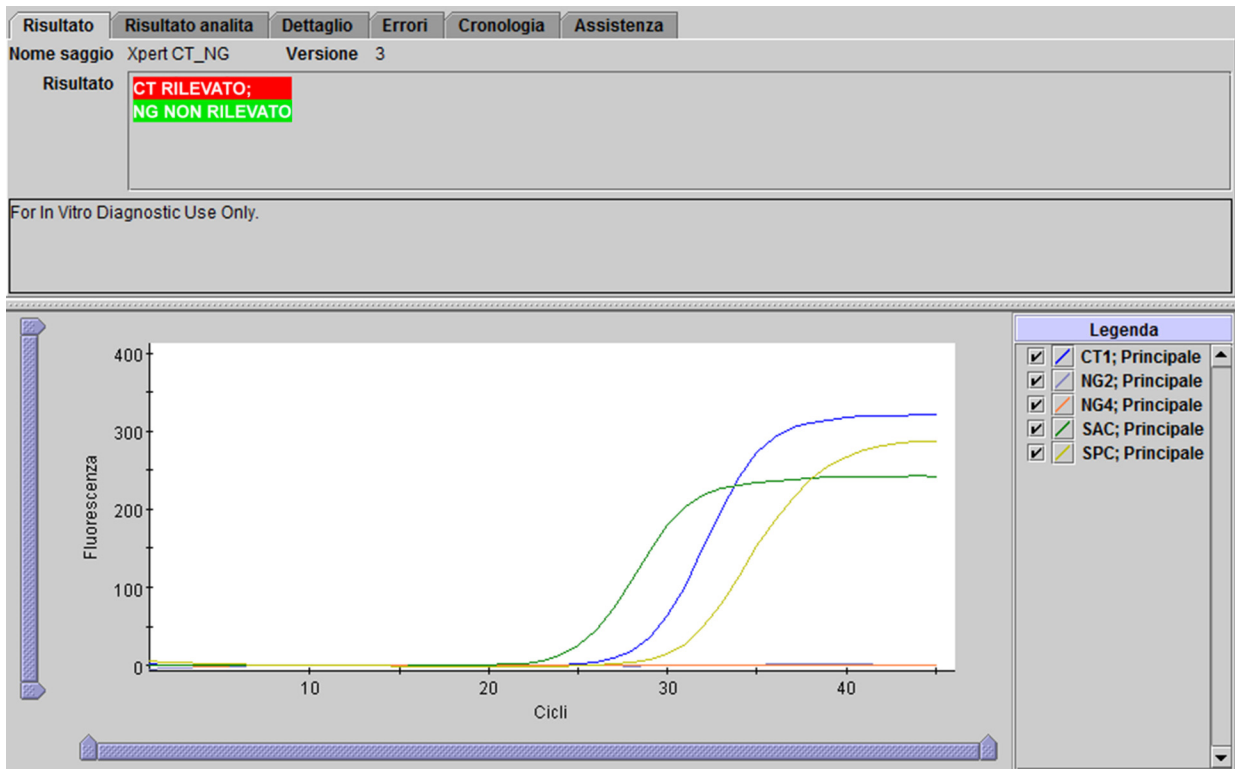 Risultato Risultato analita Dettaglio Errori Cronologia Assistenza
Nome saggio Xpert CT_NG Versione 3
Risultato CT RILEVATO;
NG NON RILEVATO
For In Vitro Diagnostic Use Only.
400
300
200
100
0
10 20 30 40
Fluorescenza
Cicli
Legenda
CT1; Principale
NG2; Principale
NG4; Principale
SAC; Principale
SPC; Principale